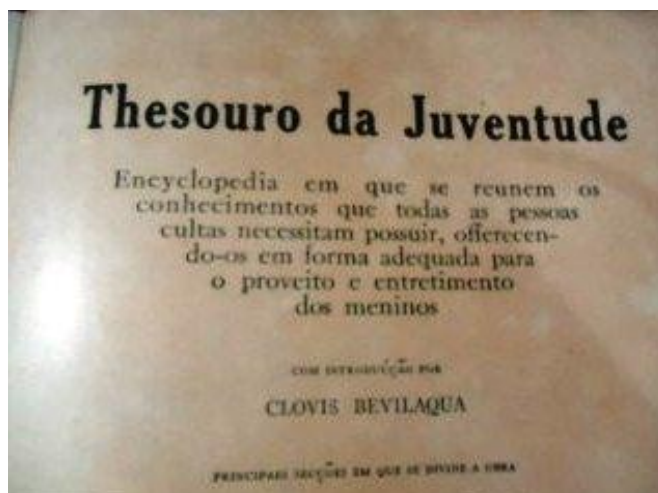 Thesouro da Juventude
Encyclopedia em que se reunem os
conhecimentos que todas as pessoas
cultas necessitam possuir, offerecen-
do-os em forma adequada para
o proveito e entretimento
dos meninos
COM INTRODUCÇÃO POR
CLOVIS BEVILAQUA
PRINCIPAES SECÇÕES EM QUE SE DIVIDE A OBRA